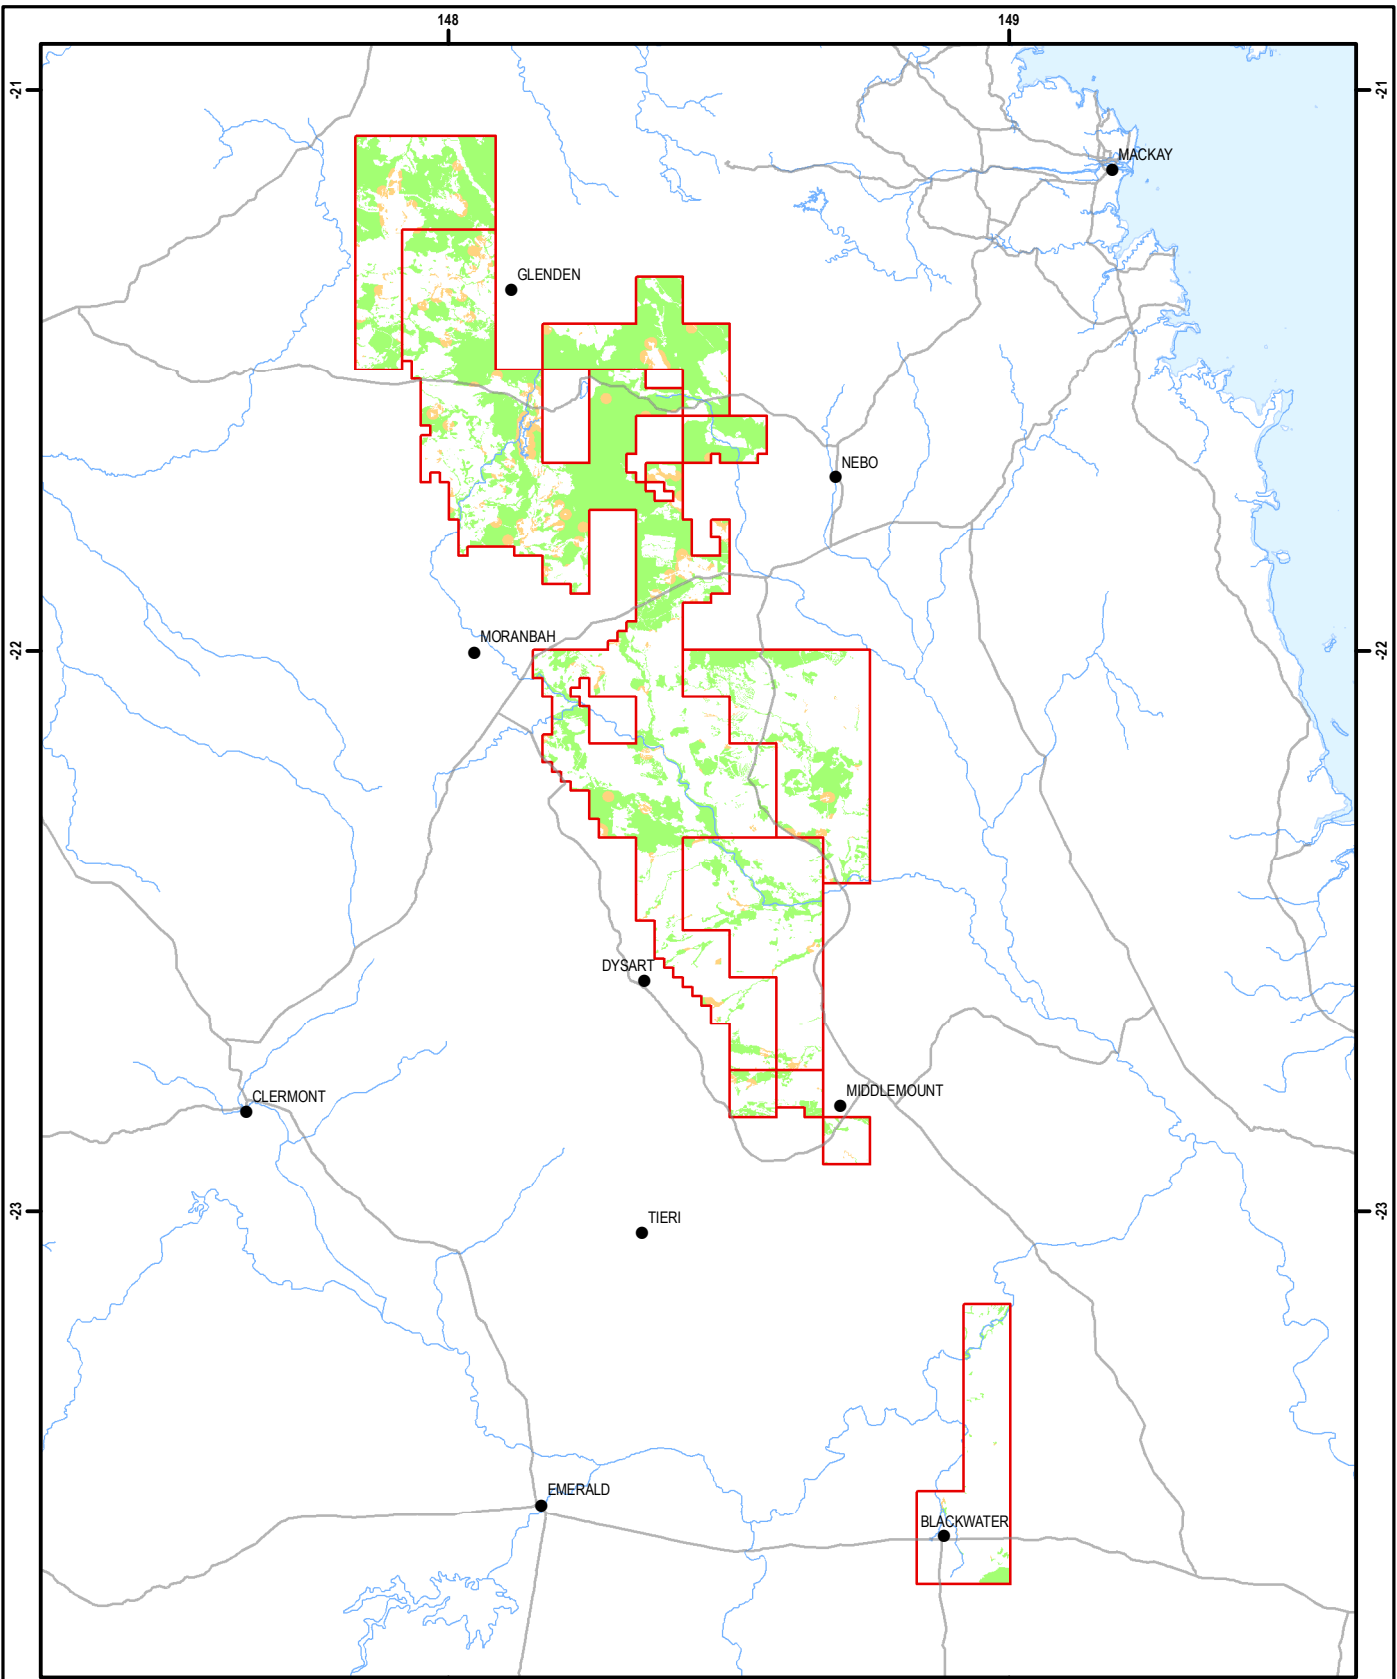 148
149
-21
-21
MACKAY
GLENDEN
NEBO
MORANBAH
-22
-22
DYSART
CLERMONT
MIDDLEMOUNT
-23
-23
TIERI
EMERALD
BLACKWATER